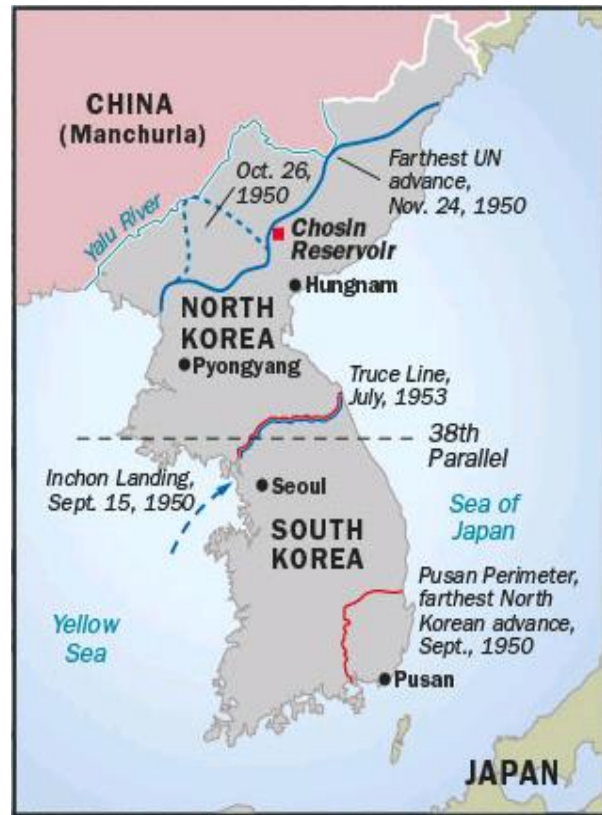 CHINA
(Manchuria)
Oct. 26,
1950
Farthest UN
advance,
Nov. 24, 1950
Yalu River
Chosin
Reservoir
Hungnam
NORTH
KOREA
Pyongyang
Truce Line,
July, 1953
38th
Parallel
Inchon Landing,
Sept. 15, 1950
Seoul
Sea of
Japan
SOUTH
KOREA
Pusan Perimeter,
farthest North
Korean advance,
Sept., 1950
Yellow
Sea
Pusan
JAPAN